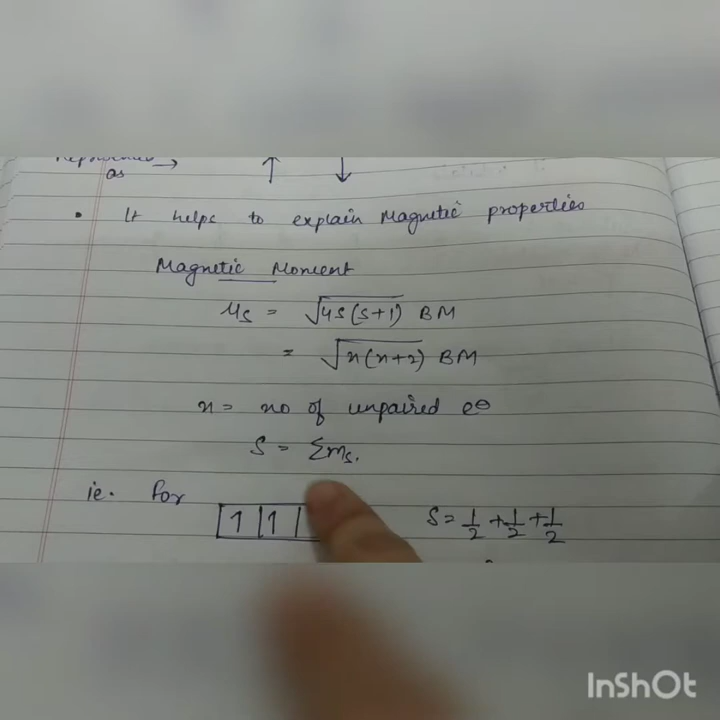 as → ↑ ↓
• It helps to explain Magnetic properties
Magnetic Moment
μs = √4s(s+1) BM
= √n(n+2) BM
n = no of unpaired e⊖
S = Σms.
ie. for
1 1 S = 1/2 + 1/2 + 1/2
InShOt